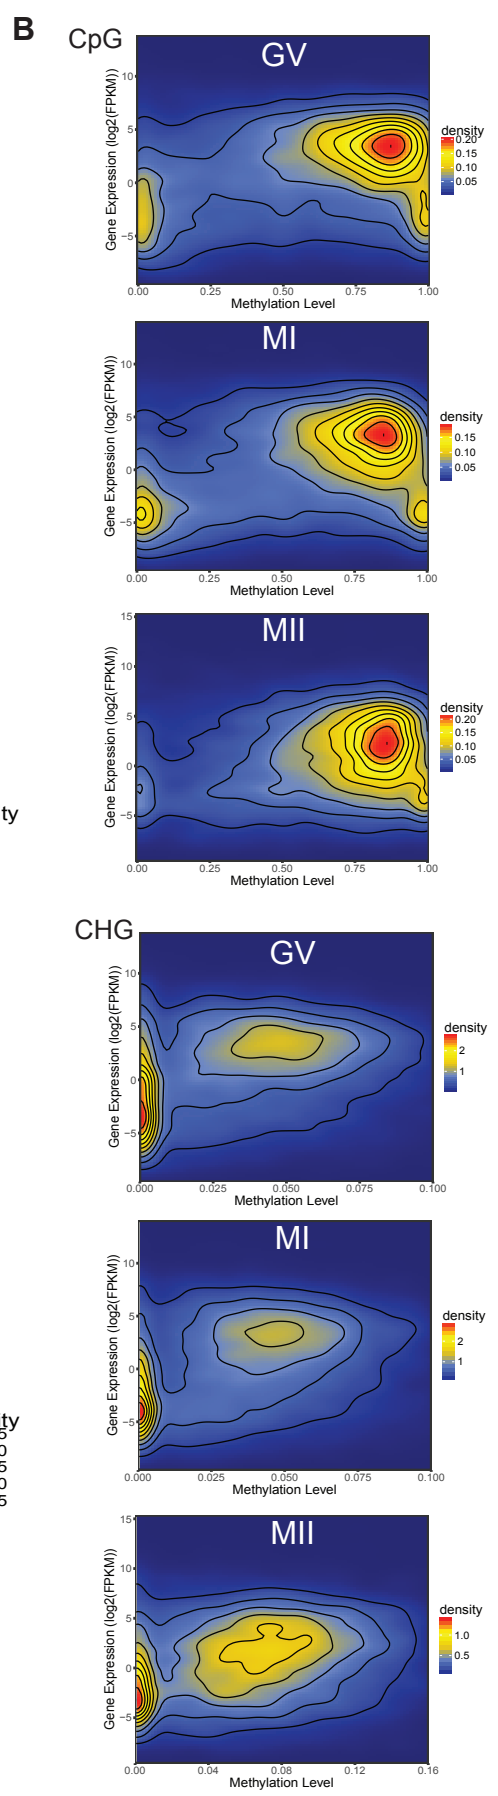 B
CpG
GV
Gene Expression (log2(FPKM))
10
5
0
−5
0.00 0.25 0.50 0.75 1.00
Methylation Level
density
0.20
0.15
0.10
0.05
MI
Gene Expression (log2(FPKM))
10
5
0
−5
0.00 0.25 0.50 0.75 1.00
Methylation Level
density
0.15
0.10
0.05
MII
Gene Expression (log2(FPKM))
15
10
5
0
−5
0.00 0.25 0.50 0.75 1.00
Methylation Level
density
0.20
0.15
0.10
0.05
ty
CHG
GV
Gene Expression (log2(FPKM))
10
5
0
−5
0.000 0.025 0.050 0.075 0.100
Methylation Level
density
2
1
MI
Gene Expression (log2(FPKM))
10
5
0
−5
0.000 0.025 0.050 0.075 0.100
Methylation Level
density
2
1
ity
5
0
5
0
5
MII
Gene Expression (log2(FPKM))
15
10
5
0
−5
0.00 0.04 0.08 0.12 0.16
Methylation Level
density
1.0
0.5